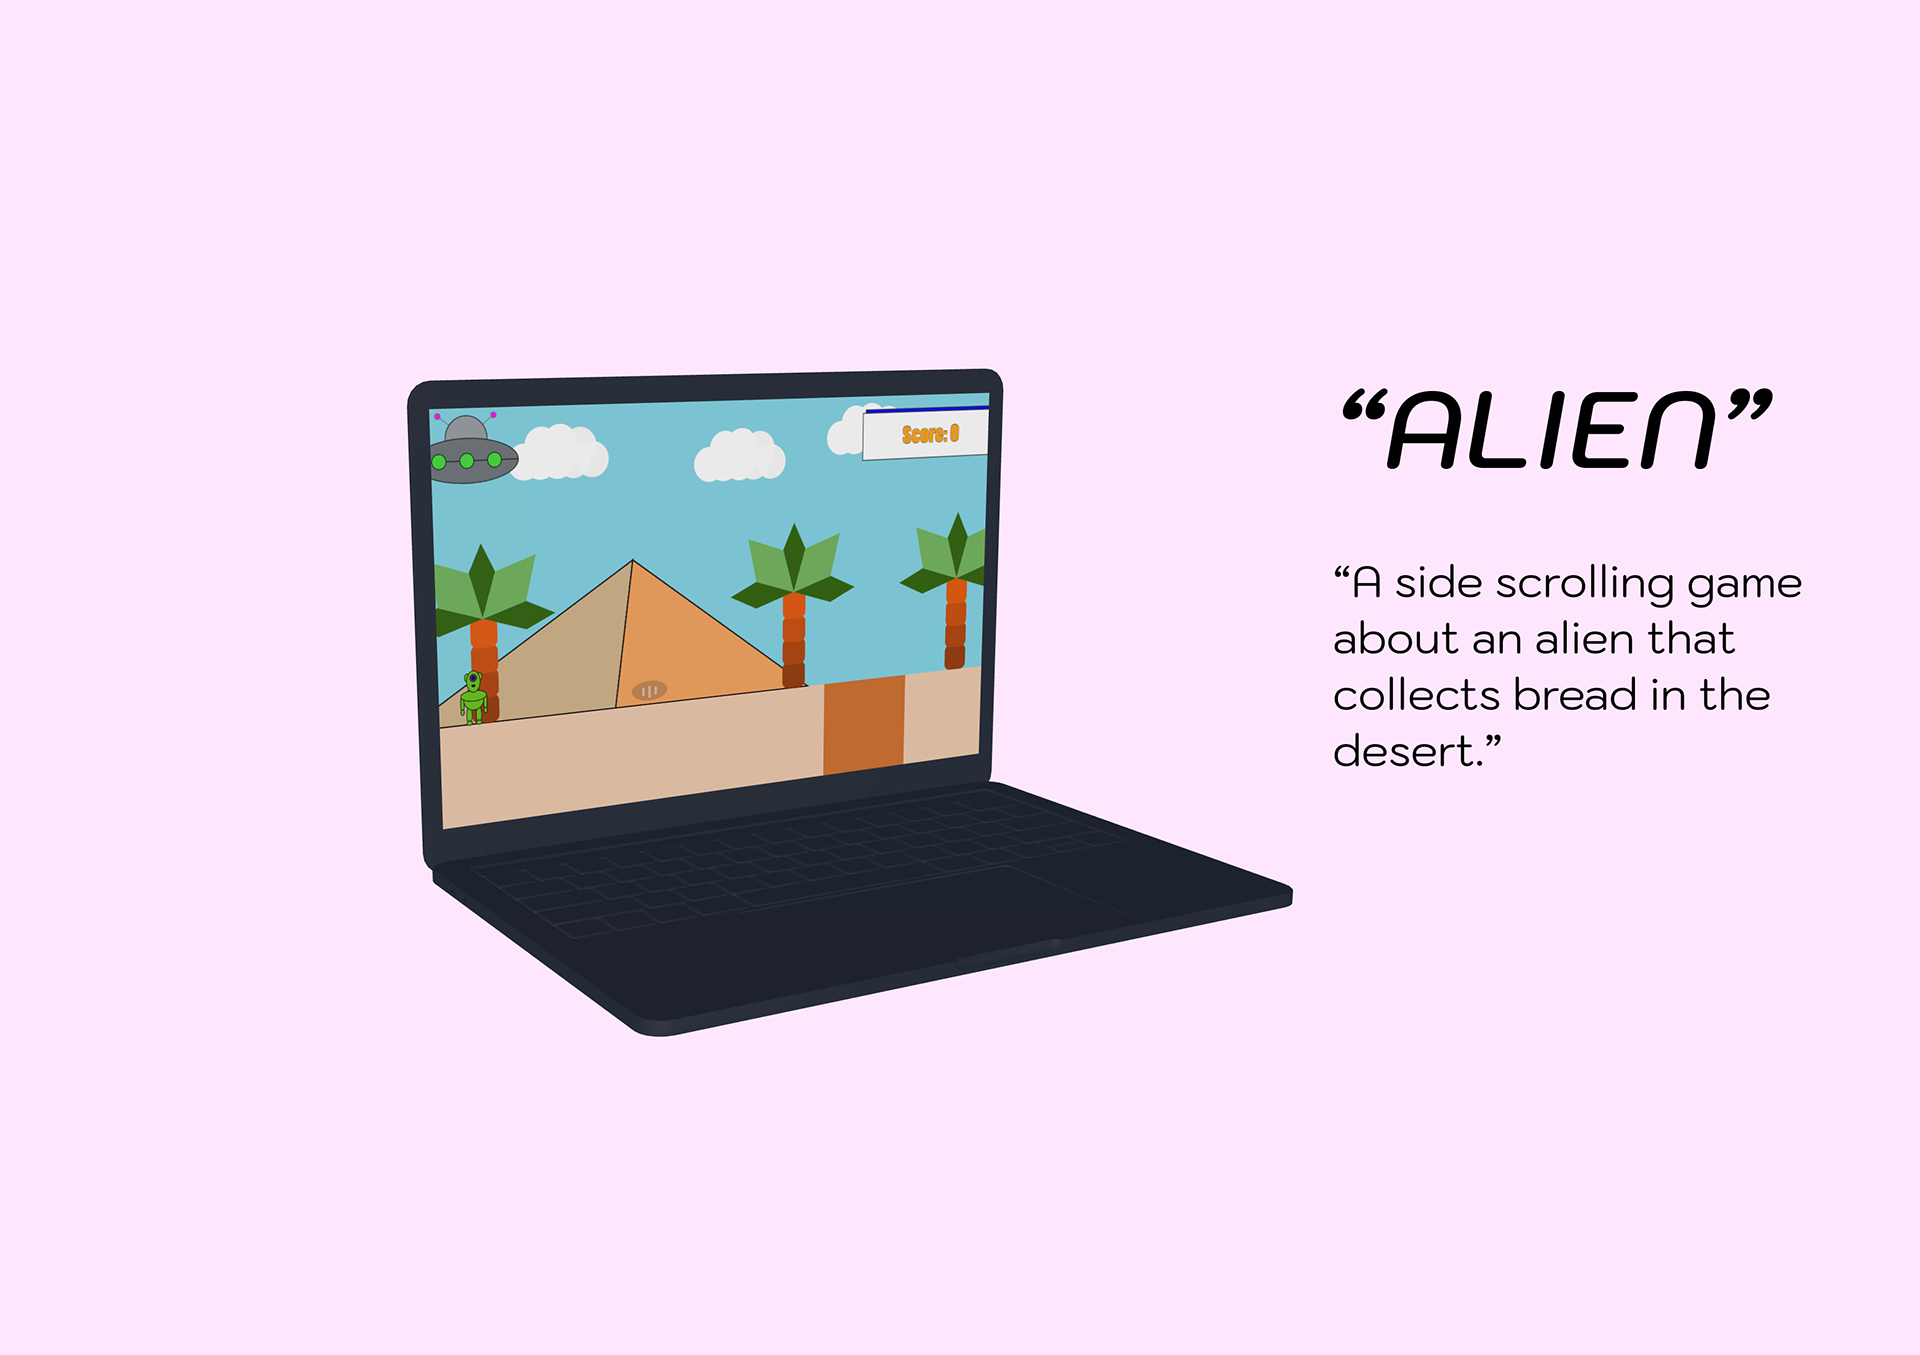 Score: 0
“ALIEN”
“A side scrolling game
about an alien that
collects bread in the
desert.”